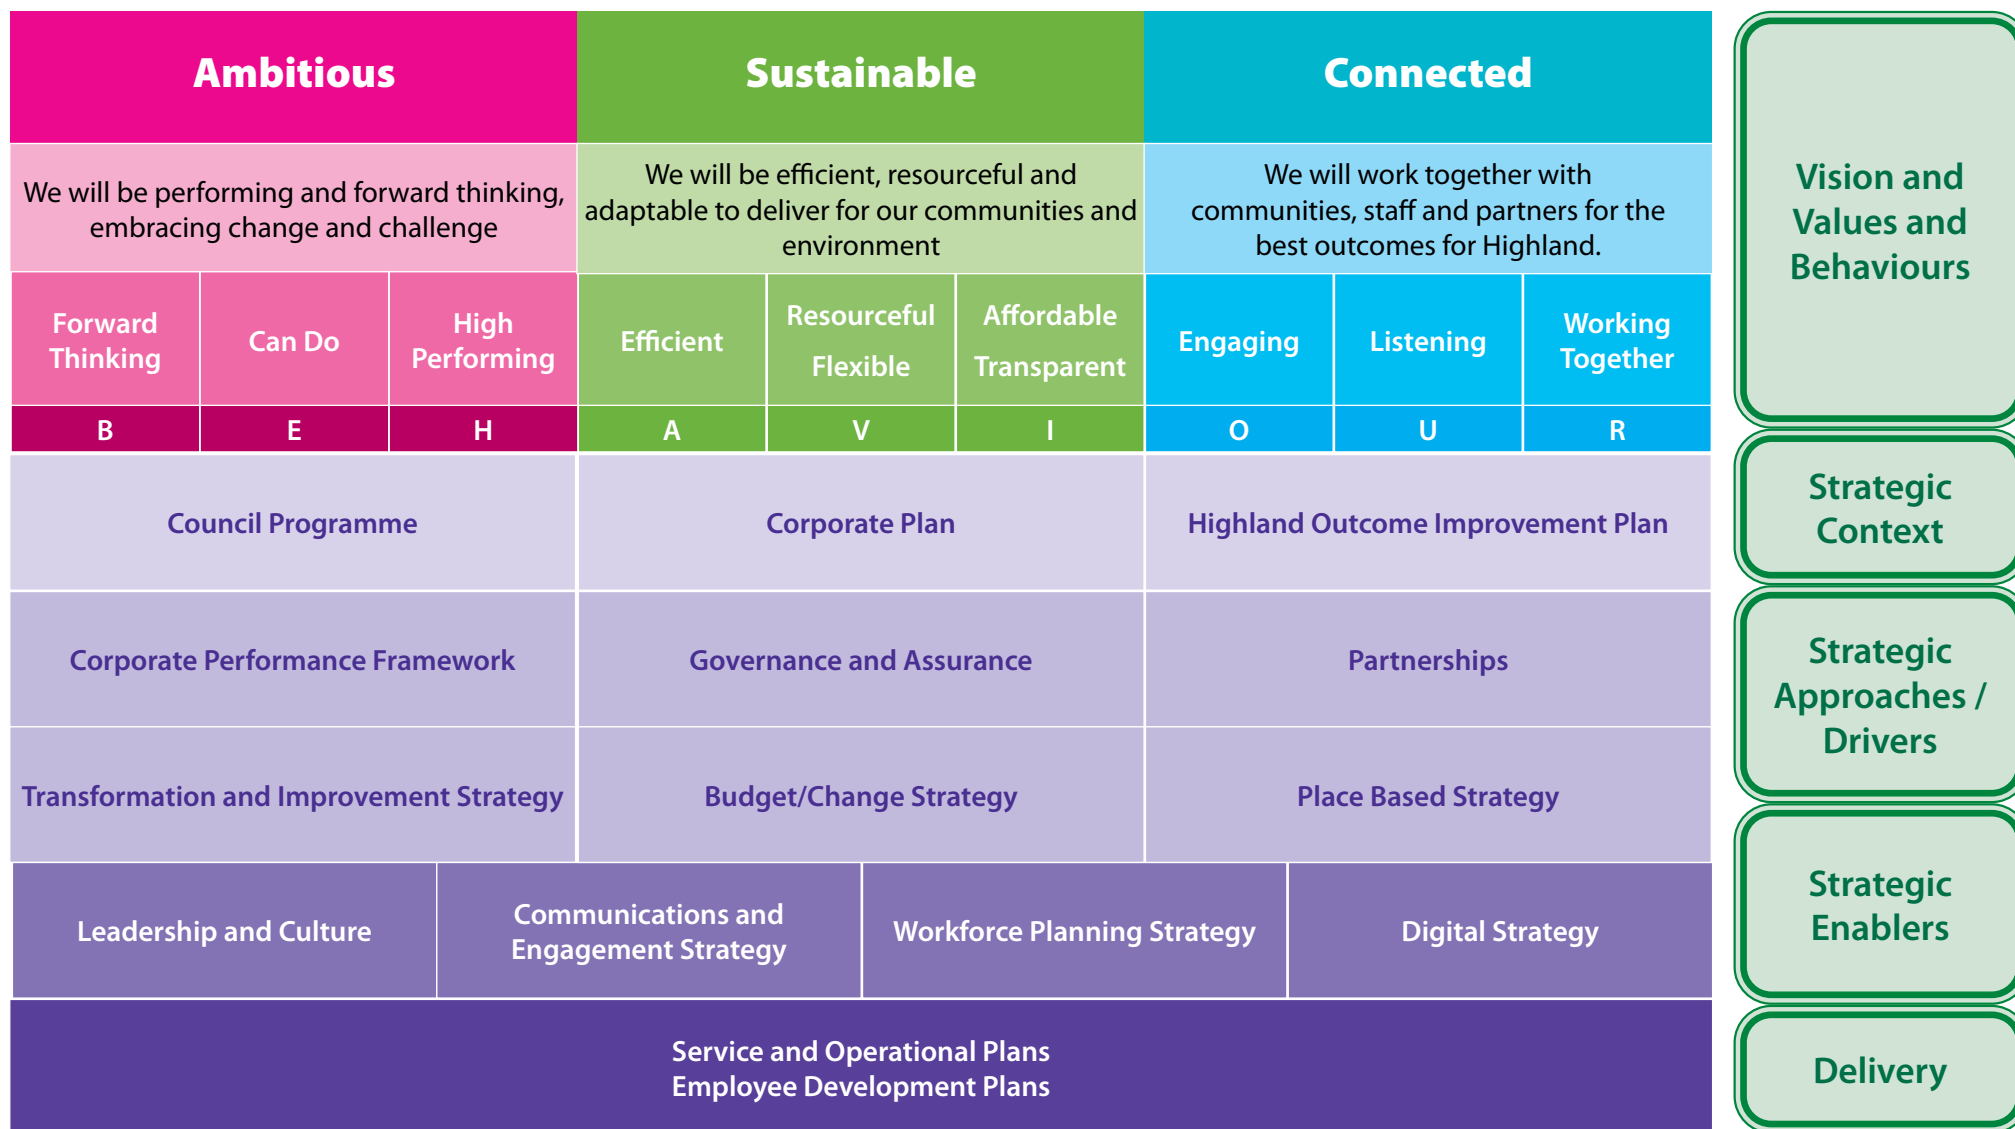 Ambitious
Sustainable
Connected
We will be performing and forward thinking,
embracing change and challenge
We will be efficient, resourceful and
adaptable to deliver for our communities and
environment
We will work together with
communities, staff and partners for the
best outcomes for Highland.
Forward
Thinking
Can Do
High
Performing
Efficient
Resourceful
Flexible
Affordable
Transparent
Engaging
Listening
Working
Together
B
E
H
A
V
I
O
U
R
Vision and
Values and
Behaviours
Council Programme
Corporate Plan
Highland Outcome Improvement Plan
Strategic
Context
Corporate Performance Framework
Governance and Assurance
Partnerships
Transformation and Improvement Strategy
Budget/Change Strategy
Place Based Strategy
Strategic
Approaches /
Drivers
Leadership and Culture
Communications and
Engagement Strategy
Workforce Planning Strategy
Digital Strategy
Strategic
Enablers
Service and Operational Plans
Employee Development Plans
Delivery